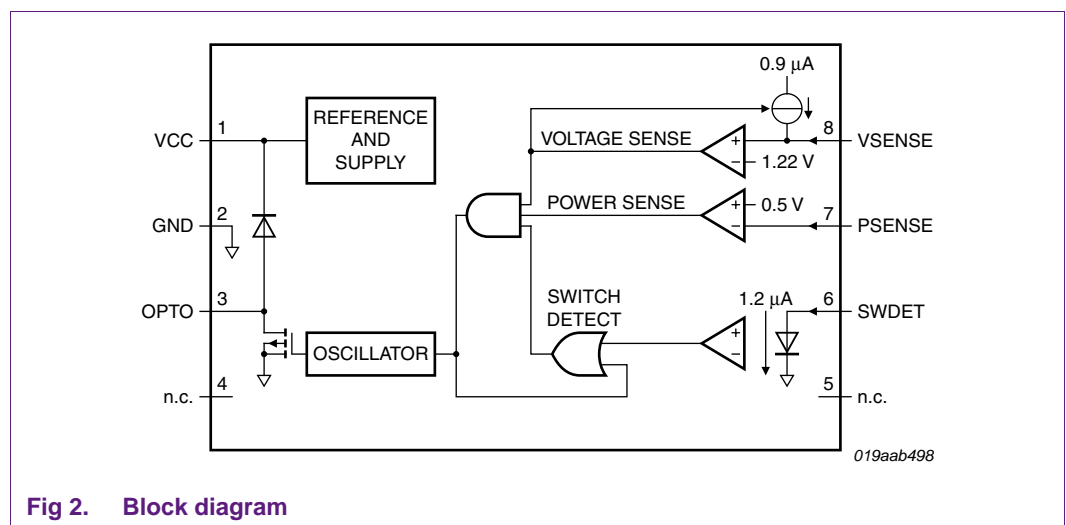 0.9 μA
REFERENCE
AND
SUPPLY
VCC
1
VOLTAGE SENSE
+
−
1.22 V
8
VSENSE
GND
2
POWER SENSE
+
−
0.5 V
7
PSENSE
OPTO
3
OSCILLATOR
SWITCH
DETECT
+
−
1.2 μA
6
SWDET
n.c.
4
5
n.c.
019aab498
Fig 2. Block diagram